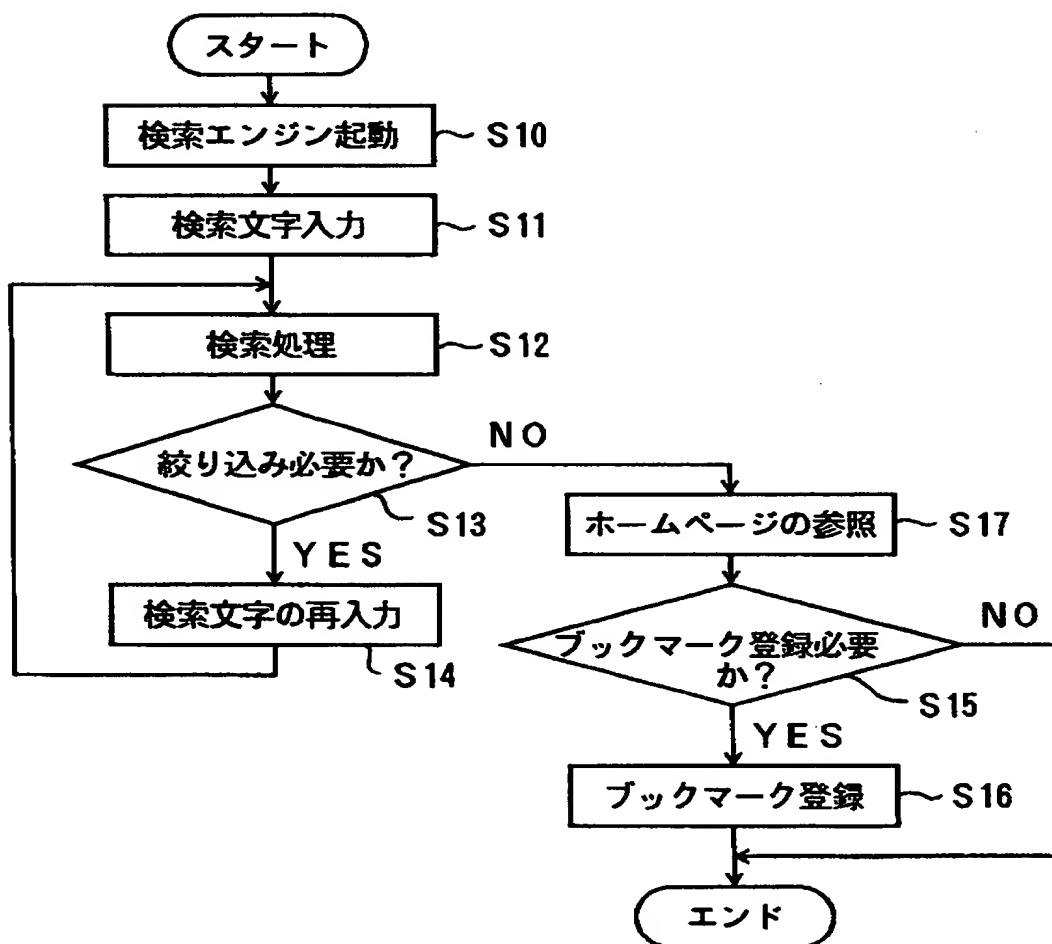 スタート
検索エンジン起動
S10
検索文字入力
S11
検索処理
S12
絞り込み必要か？
S13
NO
YES
検索文字の再入力
S14
ホームページの参照
S17
ブックマーク登録必要
か？
S15
NO
YES
ブックマーク登録
S16
エンド